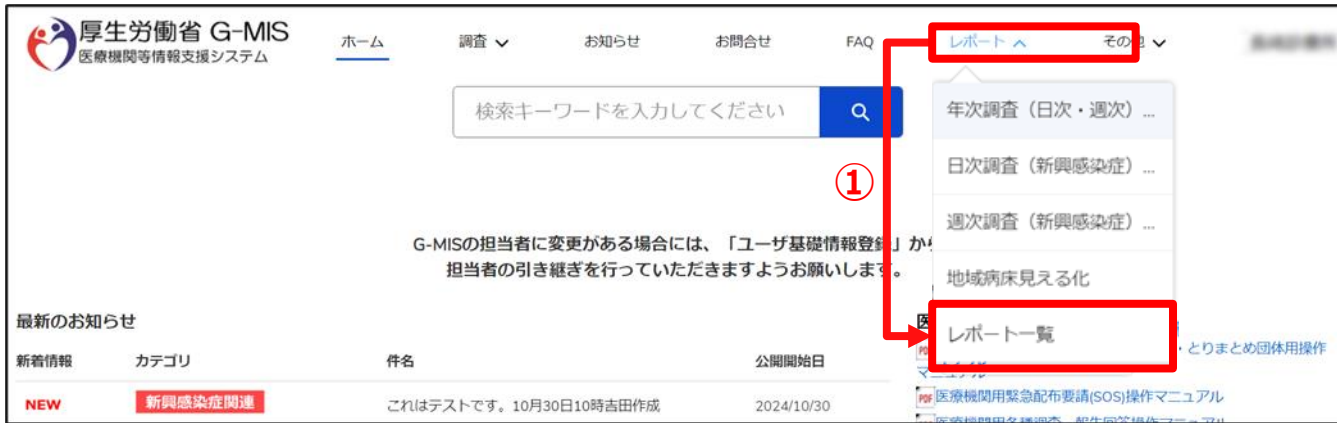 厚生労働省 G-MIS
医療機関等情報支援システム
ホーム
調査
お知らせ
お問合せ
FAQ
レポート
その他
検索キーワードを入力してください
年次調査（日次・週次）...
日次調査（新興感染症）...
週次調査（新興感染症）...
地域病床見える化
レポート一覧
①
G-MISの担当者に変更がある場合には、「ユーザ基礎情報登録」から
担当者の引き継ぎを行っていただきますようお願いします。
最新のお知らせ
新着情報
カテゴリ
件名
公開開始日
NEW
新興感染症関連
これはテストです。10月30日10時吉田作成
2024/10/30
医
・とりまとめ団体用操作
マニュアル
PDF 医療機関用緊急配布要請(SOS)操作マニュアル